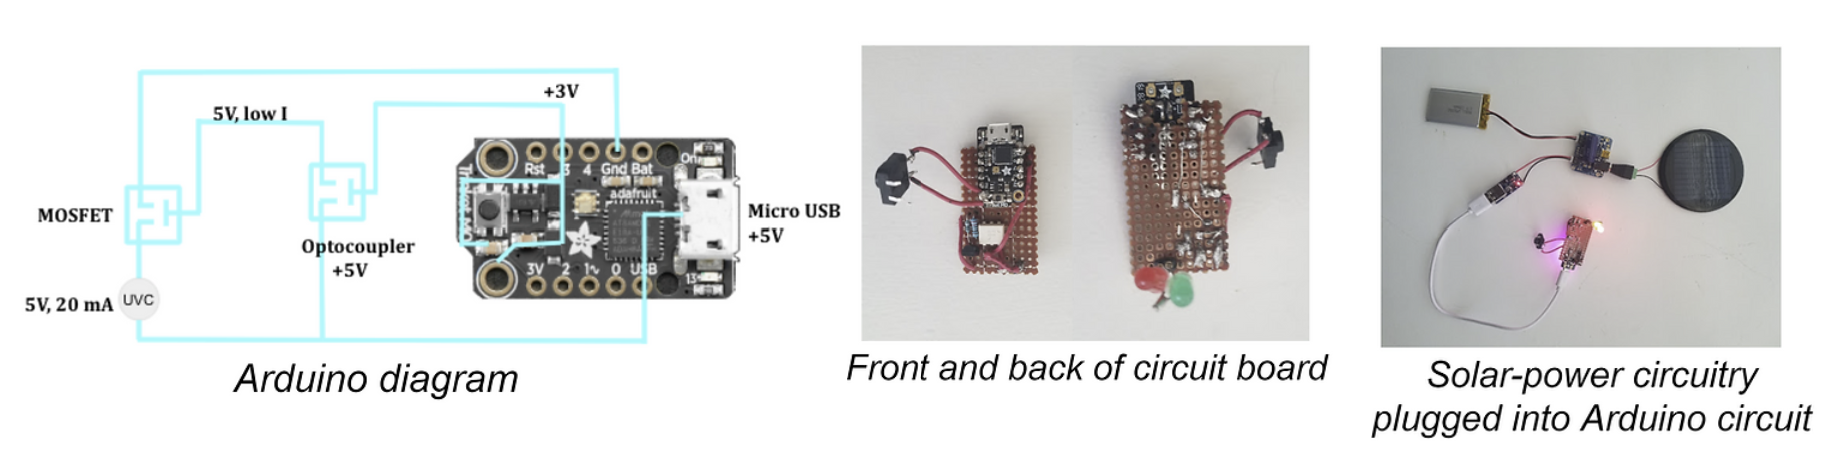 +3V
5V, low I
On
Rst 3 4 Gnd Bat
adafruit
MOSFET
Micro USB
+5V
Optocoupler
+5V
3V 2 1~ 0 USB
13
UVC
5V, 20 mA
Arduino diagram
Front and back of circuit board
Solar-power circuitry
plugged into Arduino circuit